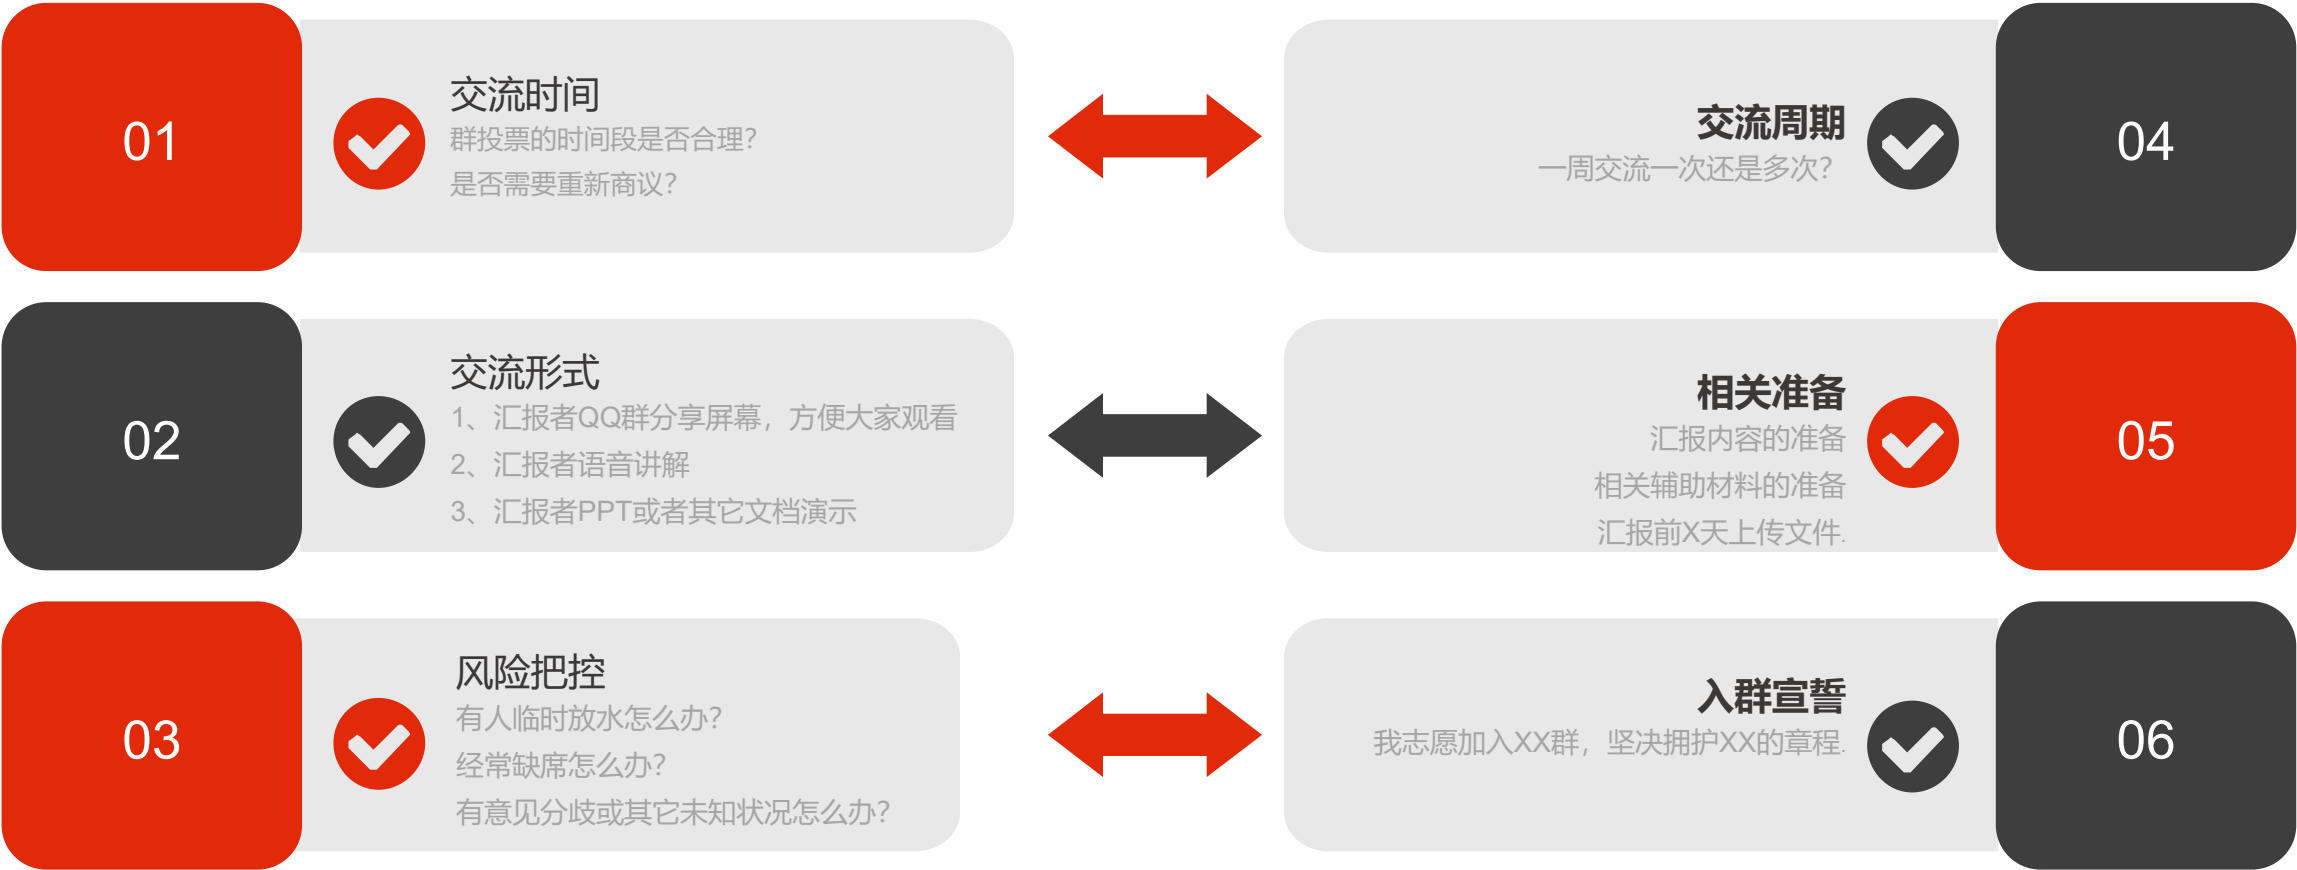 01
交流时间
群投票的时间段是否合理?
是否需要重新商议?
02
交流形式
1、汇报者QQ群分享屏幕，方便大家观看
2、汇报者语音讲解
3、汇报者PPT或者其它文档演示
03
风险把控
有人临时放水怎么办?
经常缺席怎么办?
有意见分歧或其它未知状况怎么办?
交流周期
一周交流一次还是多次?
04
相关准备
汇报内容的准备
相关辅助材料的准备
汇报前X天上传文件.
05
入群宣誓
我志愿加入XX群，坚决拥护XX的章程.
06